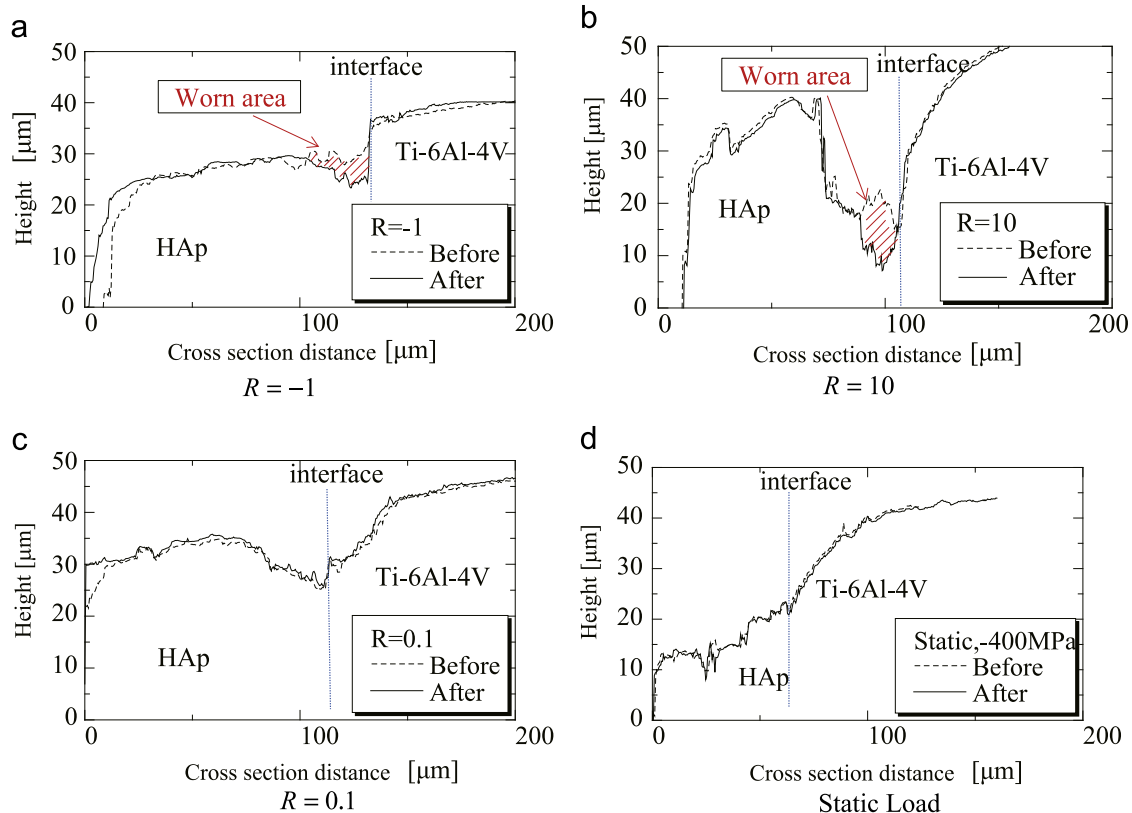 a
50
40
30
20
10
0
Height [μm]
interface
Worn area
Ti-6Al-4V
HAp
R=-1
Before
After
0
100
200
Cross section distance [μm]
R = −1
b
50
40
30
20
10
0
Height [μm]
interface
Worn area
Ti-6Al-4V
HAp
R=10
Before
After
0
100
200
Cross section distance [μm]
R = 10
c
50
40
30
20
10
0
Height [μm]
interface
Ti-6Al-4V
HAp
R=0.1
Before
After
0
100
200
Cross section distance [μm]
R = 0.1
d
50
40
30
20
10
0
Height [μm]
interface
Ti-6Al-4V
HAp
Static,-400MPa
Before
After
0
100
200
Cross section distance [μm]
Static Load